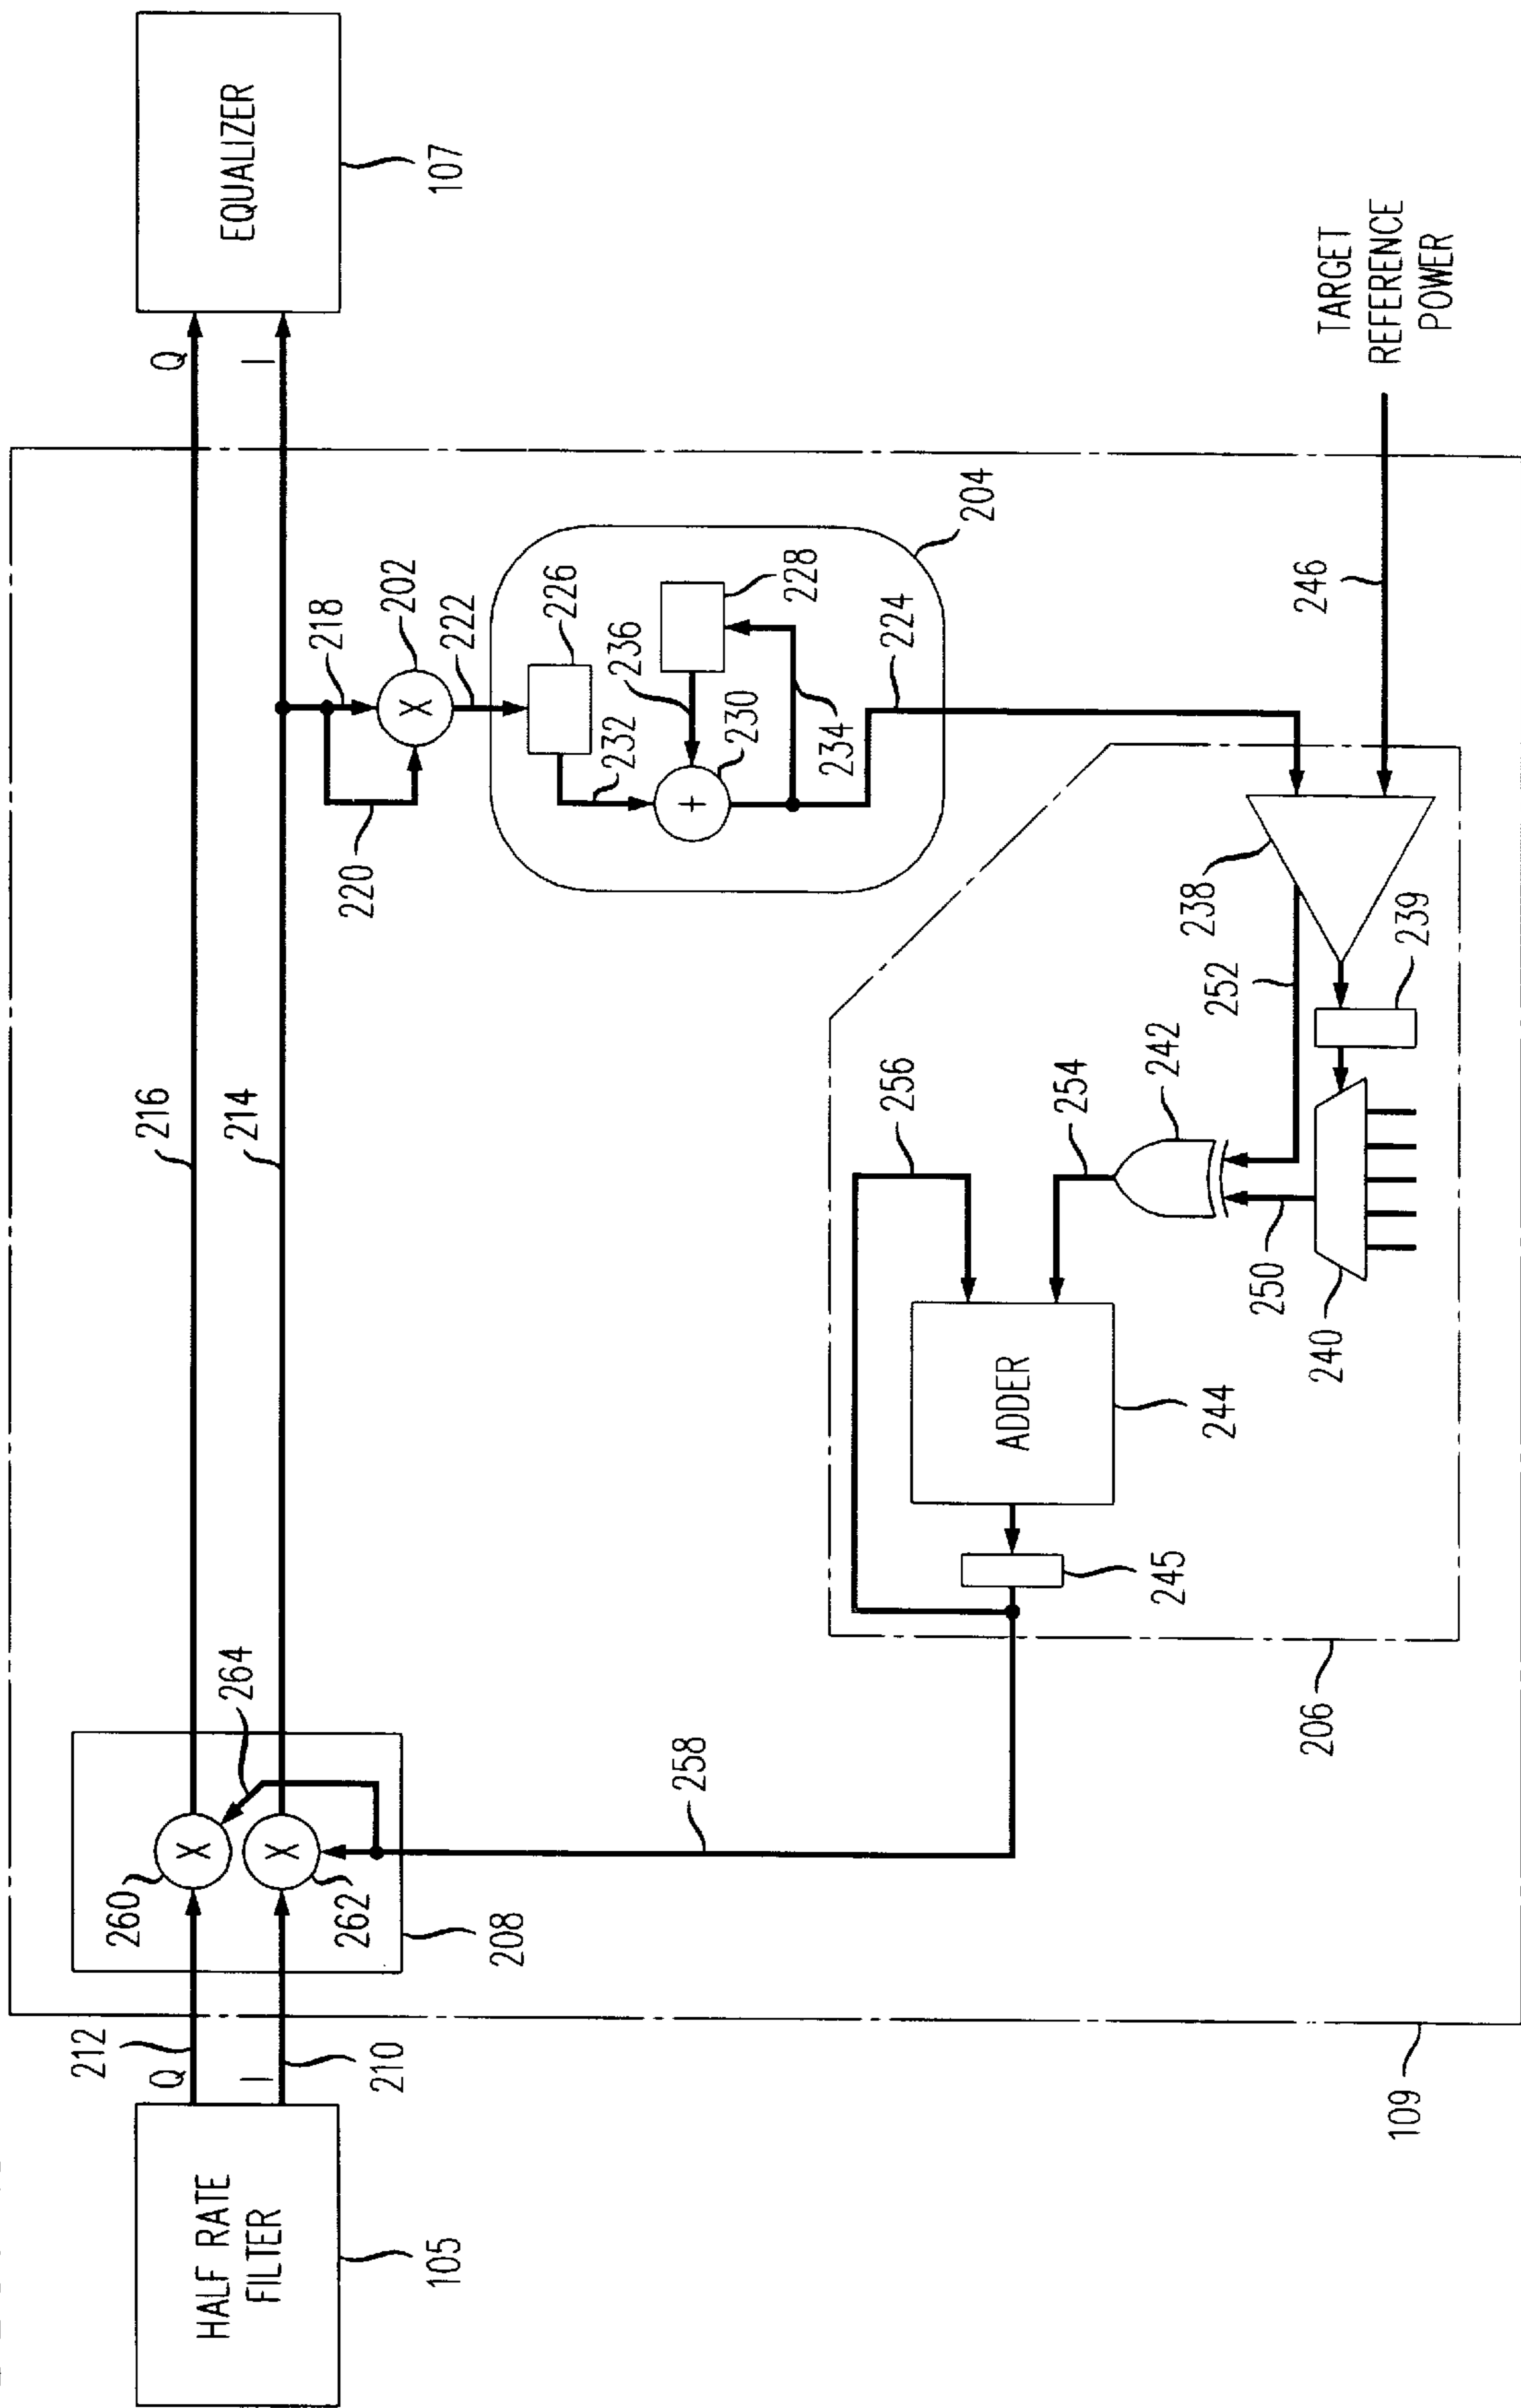 HALF RATE
FILTER
105
212
Q
I
210
260
262
264
208
216
214
Q
I
EQUALIZER
107
218
220
X
202
222
226
232
236
228
+
230
234
224
204
258
X
X
256
254
242
ADDER
244
245
250
252
240
238
239
206
246
TARGET
REFERENCE
POWER
109